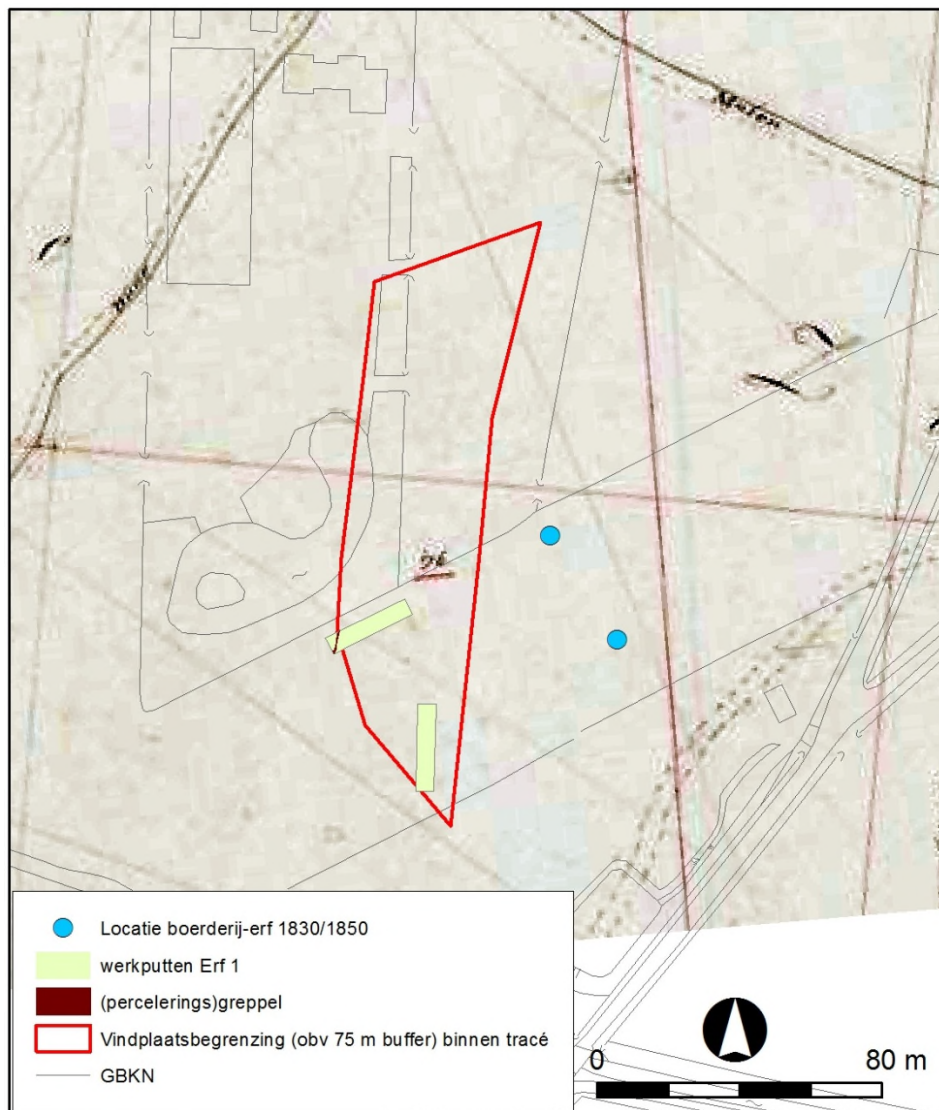 Locatie boerderij-erf 1830/1850
werkputten Erf 1
(percelerings)greppel
Vindplaatsbegrenzing (obv 75 m buffer) binnen tracé
GBKN
0 80 m